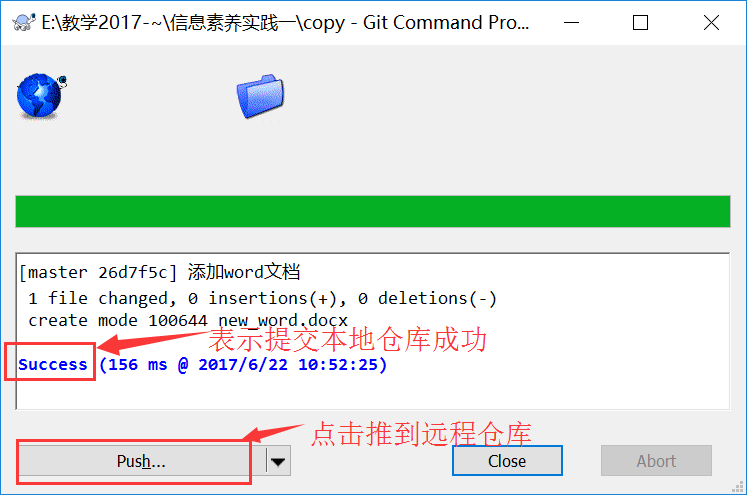 E:\教学2017-~\信息素养实践一\copy - Git Command Pro...
[master 26d7f5c] 添加word文档
1 file changed, 0 insertions(+), 0 deletions(-)
create mode 100644 new_word.docx
表示提交本地仓库成功
Success (156 ms @ 2017/6/22 10:52:25)
点击推到远程仓库
Push...
Close
Abort